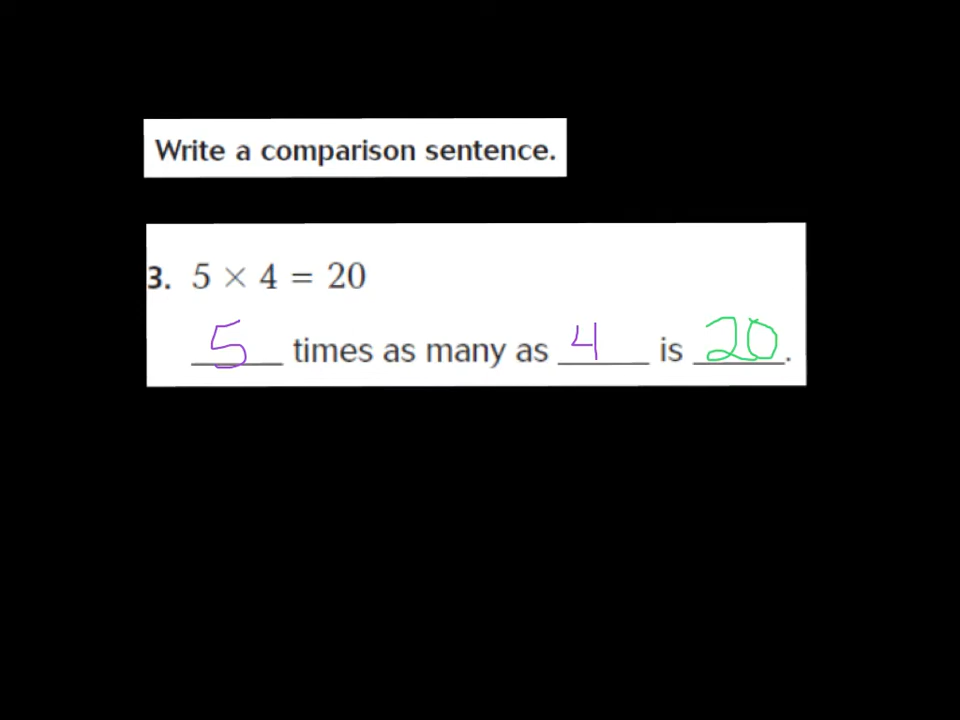 Write a comparison sentence.
3. 5 × 4 = 20
5 times as many as 4 is 20.